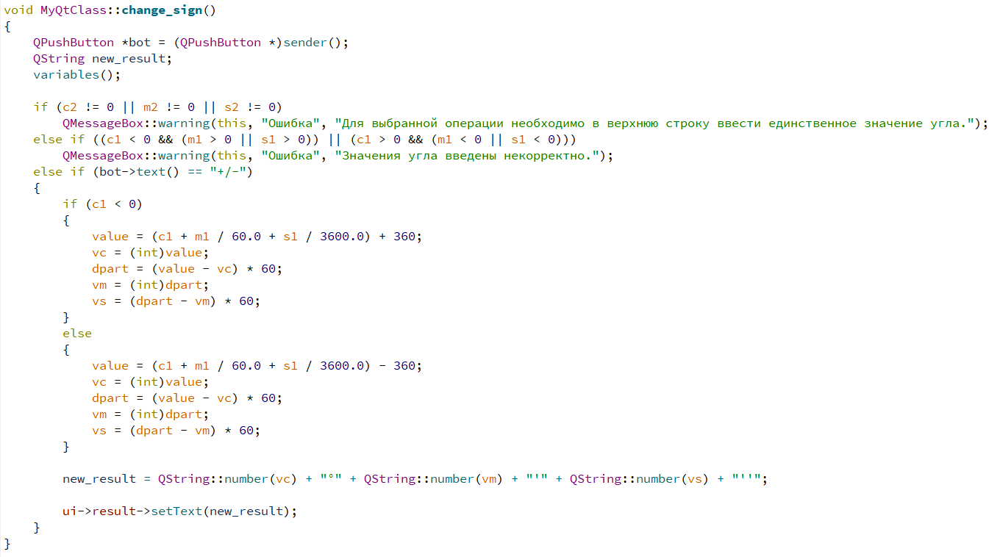 void MyQtClass::change_sign()
{
    QPushButton *bot = (QPushButton *)sender();
    QString new_result;
    variables();

    if (c2 != 0 || m2 != 0 || s2 != 0)
        QMessageBox::warning(this, "Ошибка", "Для выбранной операции необходимо в верхнюю строку ввести единственное значение угла.");
    else if ((c1 < 0 && (m1 > 0 || s1 > 0)) || (c1 > 0 && (m1 < 0 || s1 < 0)))
        QMessageBox::warning(this, "Ошибка", "Значения угла введены некорректно.");
    else if (bot->text() == "+/-")
    {
        if (c1 < 0)
        {
            value = (c1 + m1 / 60.0 + s1 / 3600.0) + 360;
            vc = (int)value;
            dpart = (value - vc) * 60;
            vm = (int)dpart;
            vs = (dpart - vm) * 60;
        }
        else
        {
            value = (c1 + m1 / 60.0 + s1 / 3600.0) - 360;
            vc = (int)value;
            dpart = (value - vc) * 60;
            vm = (int)dpart;
            vs = (dpart - vm) * 60;
        }

        new_result = QString::number(vc) + "°" + QString::number(vm) + "'" + QString::number(vs) + "''";

        ui->result->setText(new_result);
    }
}